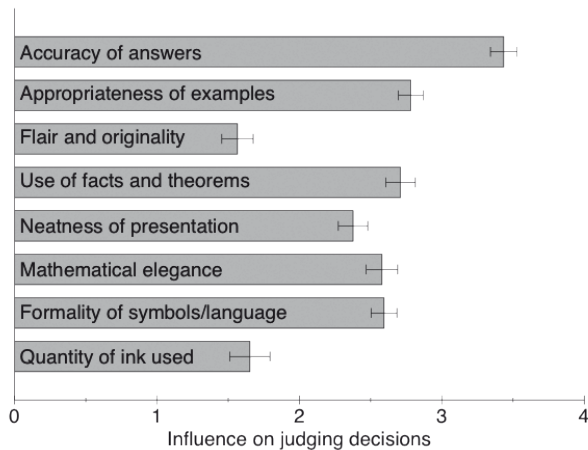 Accuracy of answers
Appropriateness of examples
Flair and originality
Use of facts and theorems
Neatness of presentation
Mathematical elegance
Formality of symbols/language
Quantity of ink used
0 1 2 3 4
Influence on judging decisions